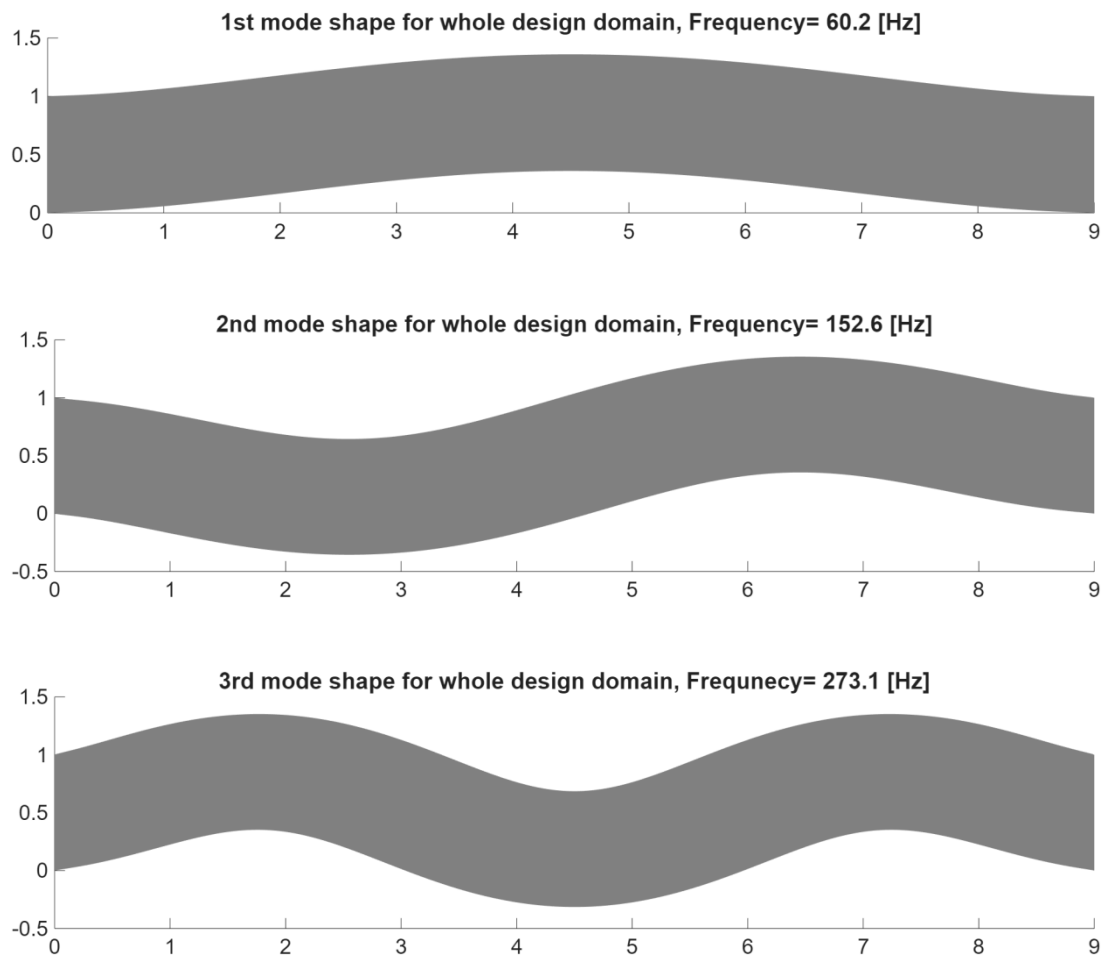 1st mode shape for whole design domain, Frequency= 60.2 [Hz]
1.5
1
0.5
0
0 1 2 3 4 5 6 7 8 9
2nd mode shape for whole design domain, Frequency= 152.6 [Hz]
1.5
1
0.5
0
-0.5
0 1 2 3 4 5 6 7 8 9
3rd mode shape for whole design domain, Frequnecy= 273.1 [Hz]
1.5
1
0.5
0
-0.5
0 1 2 3 4 5 6 7 8 9